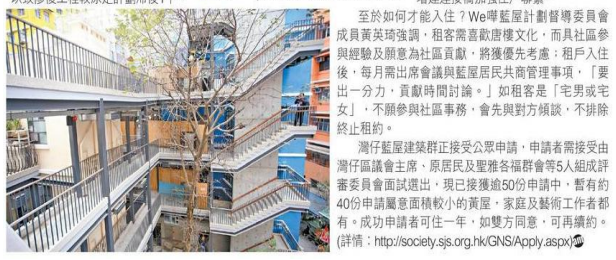 至於如何才能入住？We嘩藍屋計劃督導委員會
成員黃英琦強調，租客需喜歡唐樓文化，而具社區參
與經驗及願意為社區貢獻，將獲優先考慮；租戶入住
後，每月需出席會議與藍屋居民共商管理事項，「要
出一分力，貢獻時間討論。」如租客是「宅男或宅
女」，不願參與社區事務，會先與對方傾談，不排除
終止租約。
灣仔藍屋建築群正接受公眾申請，申請者需接受由
灣仔區議會主席、原居民及聖雅各福群會等5人組成評
審委員會面試選出，現已接獲逾50份申請中，暫有約
40份申請屬意面積較小的黃屋，家庭及藝術工作者都
有。成功申請者可住一年，如雙方同意，可再續約。
(詳情：http://society.sjs.org.hk/GNS/Apply.aspx)